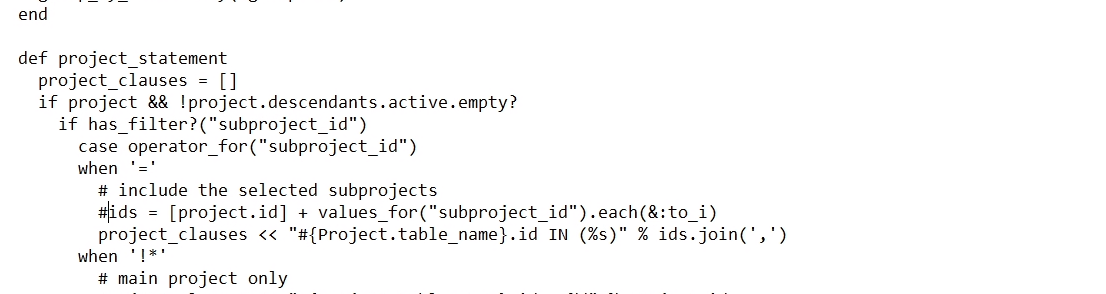 end
def project_statement
project_clauses = []
if project && !project.descendants.active.empty?
if has_filter?("subproject_id")
case operator_for("subproject_id")
when '='
# include the selected subprojects
#ids = [project.id] + values_for("subproject_id").each(&:to_i)
project_clauses << "#{Project.table_name}.id IN (%s)" % ids.join(',')
when '!*'
# main project only